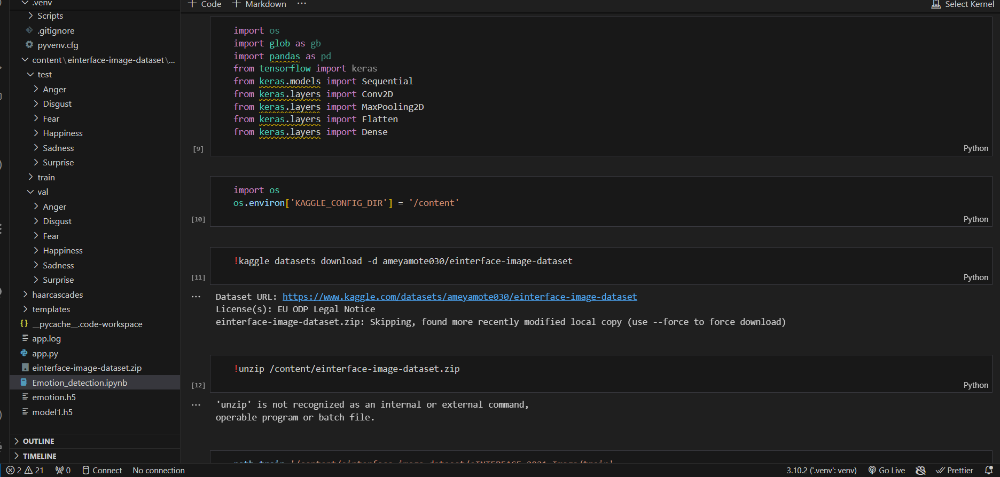 .venv
Scripts
.gitignore
pyvenv.cfg
content\einterface-image-dataset\...
test
Anger
Disgust
Fear
Happiness
Sadness
Surprise
train
val
Anger
Disgust
Fear
Happiness
Sadness
Surprise
haarcascades
templates
{} __pycache__.code-workspace
app.log
app.py
einterface-image-dataset.zip
Emotion_detection.ipynb
emotion.h5
model1.h5
OUTLINE
TIMELINE
+ Code + Markdown ...
Select Kernel
import os
import glob as gb
import pandas as pd
from tensorflow import keras
from keras.models import Sequential
from keras.layers import Conv2D
from keras.layers import MaxPooling2D
from keras.layers import Flatten
from keras.layers import Dense
[9]
Python
import os
os.environ['KAGGLE_CONFIG_DIR'] = '/content'
[10]
Python
!kaggle datasets download -d ameyamote030/einterface-image-dataset
[11]
Python
... Dataset URL: https://www.kaggle.com/datasets/ameyamote030/einterface-image-dataset
License(s): EU ODP Legal Notice
einterface-image-dataset.zip: Skipping, found more recently modified local copy (use --force to force download)
!unzip /content/einterface-image-dataset.zip
[12]
Python
... 'unzip' is not recognized as an internal or external command,
operable program or batch file.
2 21 0 Connect No connection
3.10.2 ('.venv': venv) Go Live Prettier